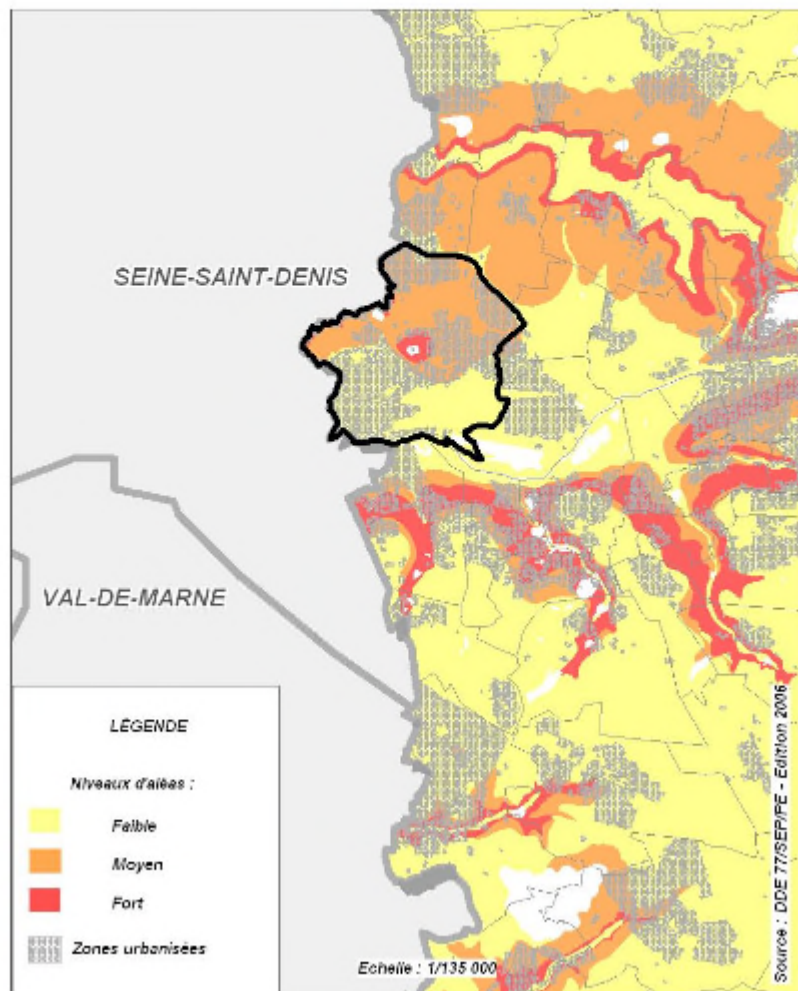 SEINE-SAINT-DENIS
VAL-DE-MARNE
LÉGENDE
Niveaux d'aléas :
Faible
Moyen
Fort
Zones urbanisées
Echelle : 1/135 000
Source : DDE 77/SEP/PE - Edition 2006